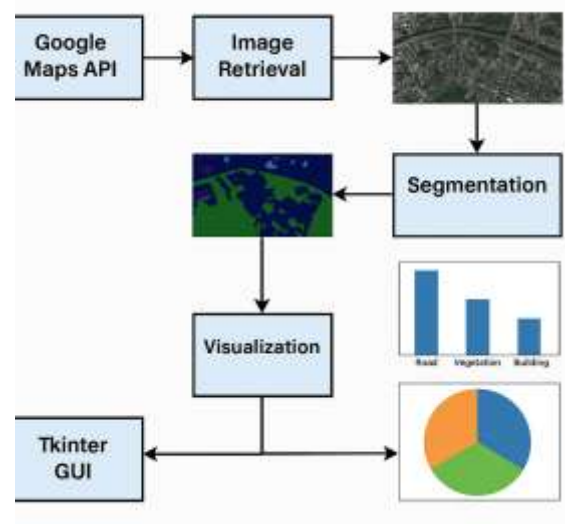 Google
Maps API
Image
Retrieval
Segmentation
Visualization
Road Vegetation Building
Tkinter
GUI